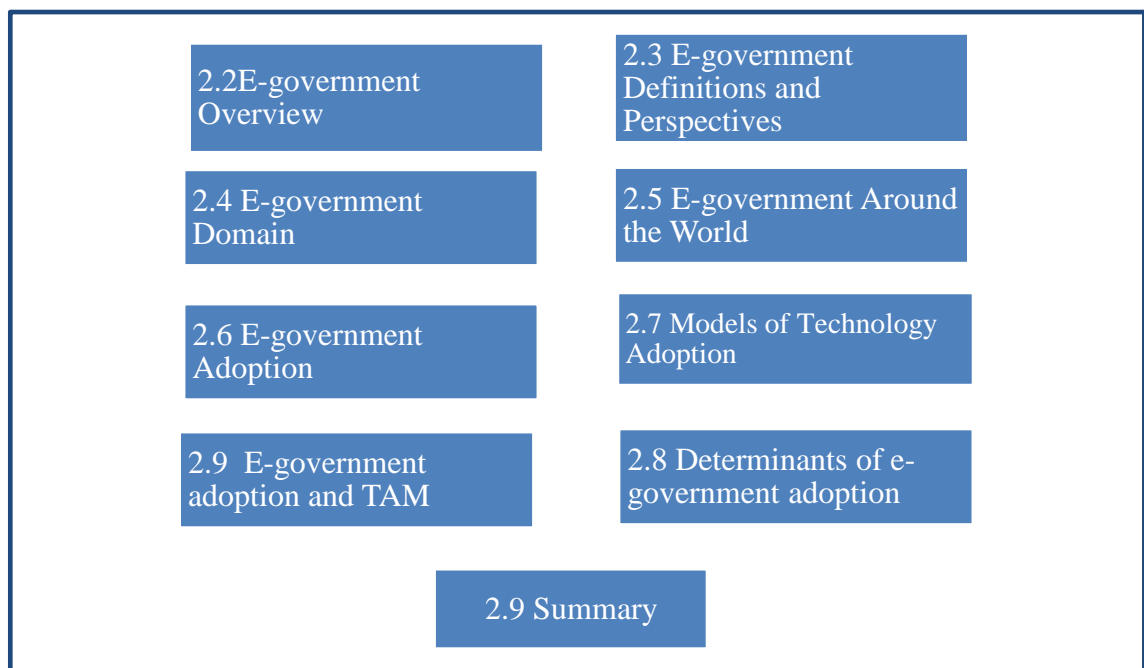 2.2E-government
Overview
2.3 E-government
Definitions and
Perspectives
2.4 E-government
Domain
2.5 E-government Around
the World
2.6 E-government
Adoption
2.7 Models of Technology
Adoption
2.9  E-government
adoption and TAM
2.8 Determinants of e-
government adoption
2.9 Summary